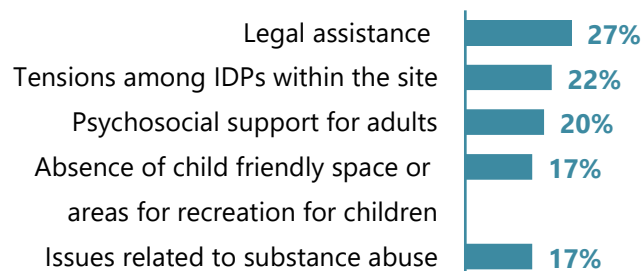 Legal assistance 27%
Tensions among IDPs within the site 22%
Psychosocial support for adults 20%
Absence of child friendly space or 17%
areas for recreation for children
Issues related to substance abuse 17%